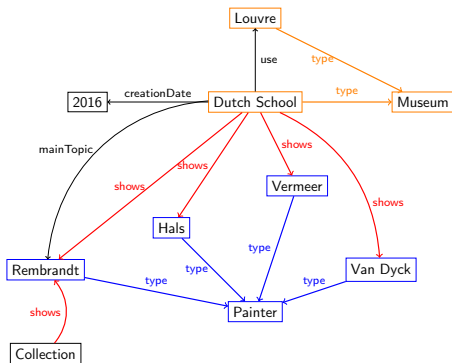 Louvre
use
type
2016
creationDate
Dutch School
type
Museum
mainTopic
shows
shows
shows
Vermeer
shows
Hals
type
type
Rembrandt
type
type
Van Dyck
shows
Painter
Collection